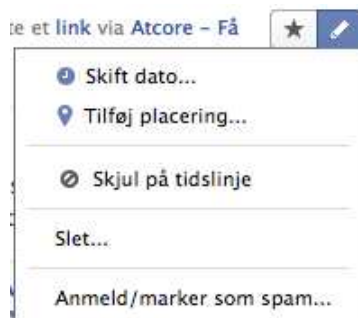 te et link via Atcore – Få
Skift dato...
Tilføj placering...
Skjul på tidslinje
Slet...
Anmeld/marker som spam...